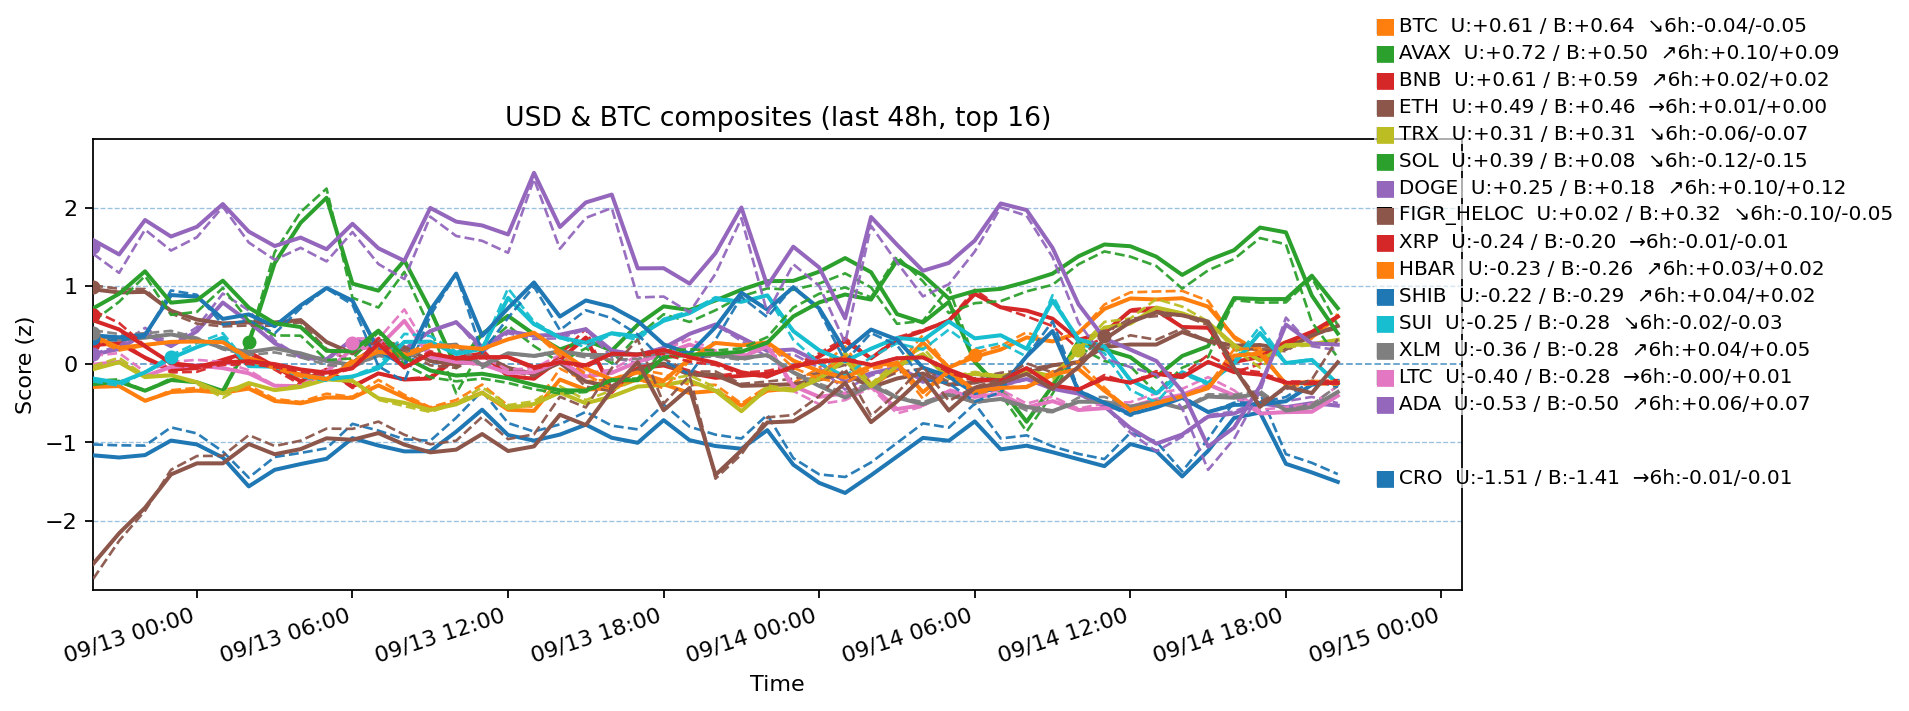 BTC  U:+0.61 / B:+0.64  ↘6h:-0.04/-0.05
AVAX  U:+0.72 / B:+0.50  ↗6h:+0.10/+0.09
BNB  U:+0.61 / B:+0.59  ↗6h:+0.02/+0.02
ETH  U:+0.49 / B:+0.46  →6h:+0.01/+0.00
USD & BTC composites (last 48h, top 16)
TRX  U:+0.31 / B:+0.31  ↘6h:-0.06/-0.07
SOL  U:+0.39 / B:+0.08  ↘6h:-0.12/-0.15
DOGE  U:+0.25 / B:+0.18  ↗6h:+0.10/+0.12
FIGR_HELOC  U:+0.02 / B:+0.32  ↘6h:-0.10/-0.05
XRP  U:-0.24 / B:-0.20  →6h:-0.01/-0.01
HBAR  U:-0.23 / B:-0.26  ↗6h:+0.03/+0.02
SHIB  U:-0.22 / B:-0.29  ↗6h:+0.04/+0.02
SUI  U:-0.25 / B:-0.28  ↘6h:-0.02/-0.03
XLM  U:-0.36 / B:-0.28  ↗6h:+0.04/+0.05
LTC  U:-0.40 / B:-0.28  →6h:-0.00/+0.01
ADA  U:-0.53 / B:-0.50  ↗6h:+0.06/+0.07
CRO  U:-1.51 / B:-1.41  →6h:-0.01/-0.01
Score (z)
2
1
0
−1
−2
09/13 00:00
09/13 06:00
09/13 12:00
09/13 18:00
09/14 00:00
09/14 06:00
09/14 12:00
09/14 18:00
09/15 00:00
Time